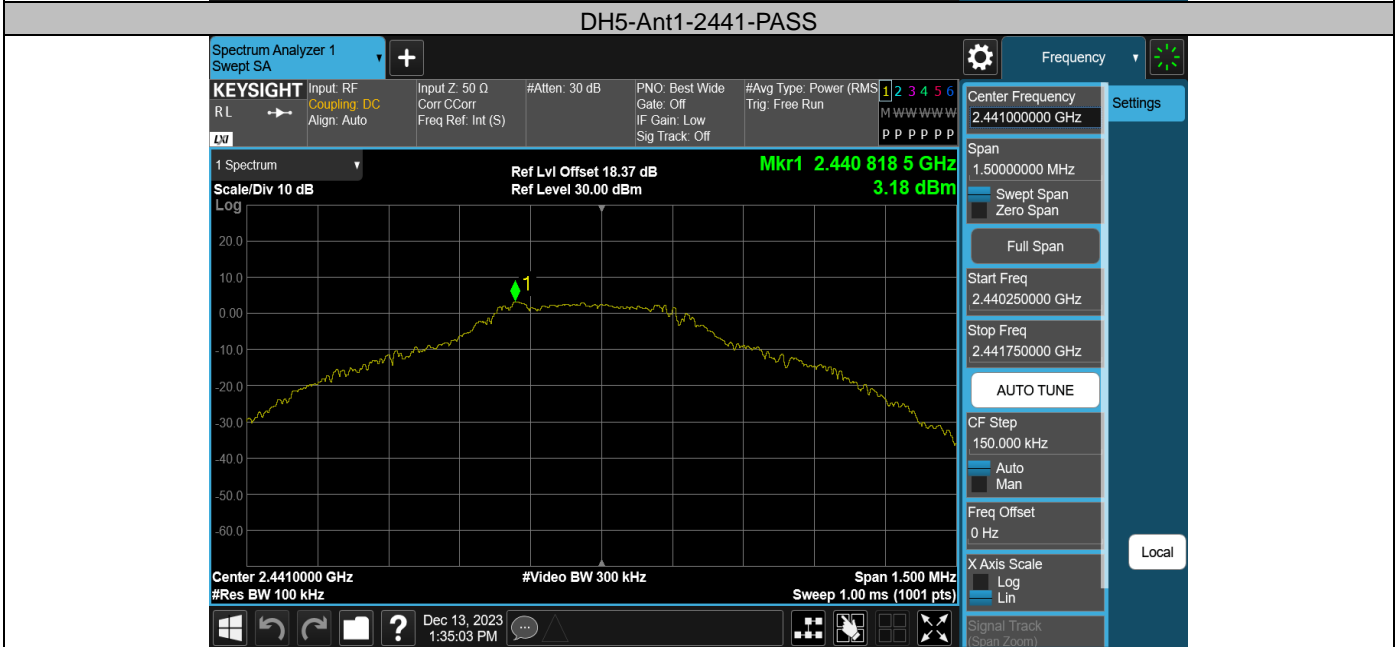 DH5-Ant1-2441-PASS
Spectrum Analyzer 1
Swept SA
Frequency
KEYSIGHT
RL
LXI
Input: RF
Coupling: DC
Align: Auto
Input Z: 50 Ω
Corr CCorr
Freq Ref: Int (S)
#Atten: 30 dB
PNO: Best Wide
Gate: Off
IF Gain: Low
Sig Track: Off
#Avg Type: Power (RMS
Trig: Free Run
1 2 3 4 5 6
M W W W W W
P P P P P P
1 Spectrum
Scale/Div 10 dB
Log
Ref Lvl Offset 18.37 dB
Ref Level 30.00 dBm
Mkr1 2.440 818 5 GHz
3.18 dBm
1
20.0
10.0
0.00
-10.0
-20.0
-30.0
-40.0
-50.0
-60.0
Center 2.4410000 GHz
#Res BW 100 kHz
#Video BW 300 kHz
Span 1.500 MHz
Sweep 1.00 ms (1001 pts)
Center Frequency
2.441000000 GHz
Settings
Span
1.50000000 MHz
Swept Span
Zero Span
Full Span
Start Freq
2.440250000 GHz
Stop Freq
2.441750000 GHz
AUTO TUNE
CF Step
150.000 kHz
Auto
Man
Freq Offset
0 Hz
X Axis Scale
Log
Lin
Local
Signal Track
(Span Zoom)
?
Dec 13, 2023
1:35:03 PM